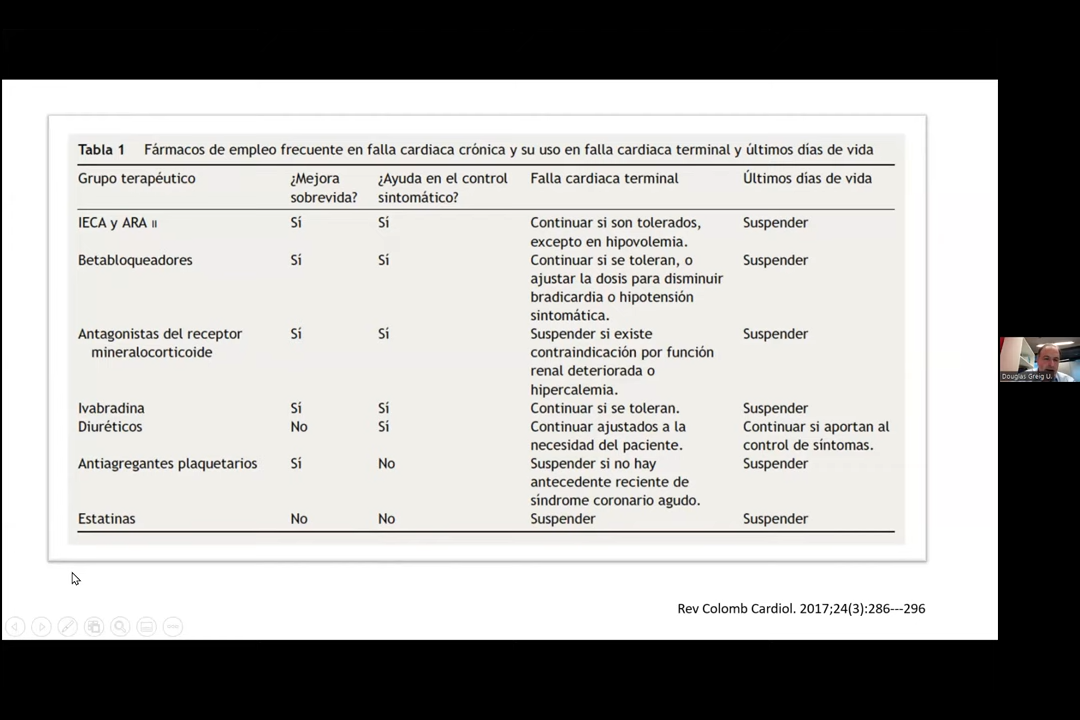 Tabla 1 Fármacos de empleo frecuente en falla cardiaca crónica y su uso en falla cardiaca terminal y últimos días de vida
Grupo terapéutico ¿Mejora sobrevida? ¿Ayuda en el control sintomático? Falla cardiaca terminal Últimos días de vida
IECA y ARA II Sí Sí Continuar si son tolerados, excepto en hipovolemia. Suspender
Betabloqueadores Sí Sí Continuar si se toleran, o ajustar la dosis para disminuir bradicardia o hipotensión sintomática. Suspender
Antagonistas del receptor mineralocorticoide Sí Sí Suspender si existe contraindicación por función renal deteriorada o hipercalemia. Suspender
Ivabradina Sí Sí Continuar si se toleran. Suspender
Diuréticos No Sí Continuar ajustados a la necesidad del paciente. Continuar si aportan al control de síntomas.
Antiagregantes plaquetarios Sí No Suspender si no hay antecedente reciente de síndrome coronario agudo. Suspender
Estatinas No No Suspender Suspender
Rev Colomb Cardiol. 2017;24(3):286---296
Douglas Greig U.